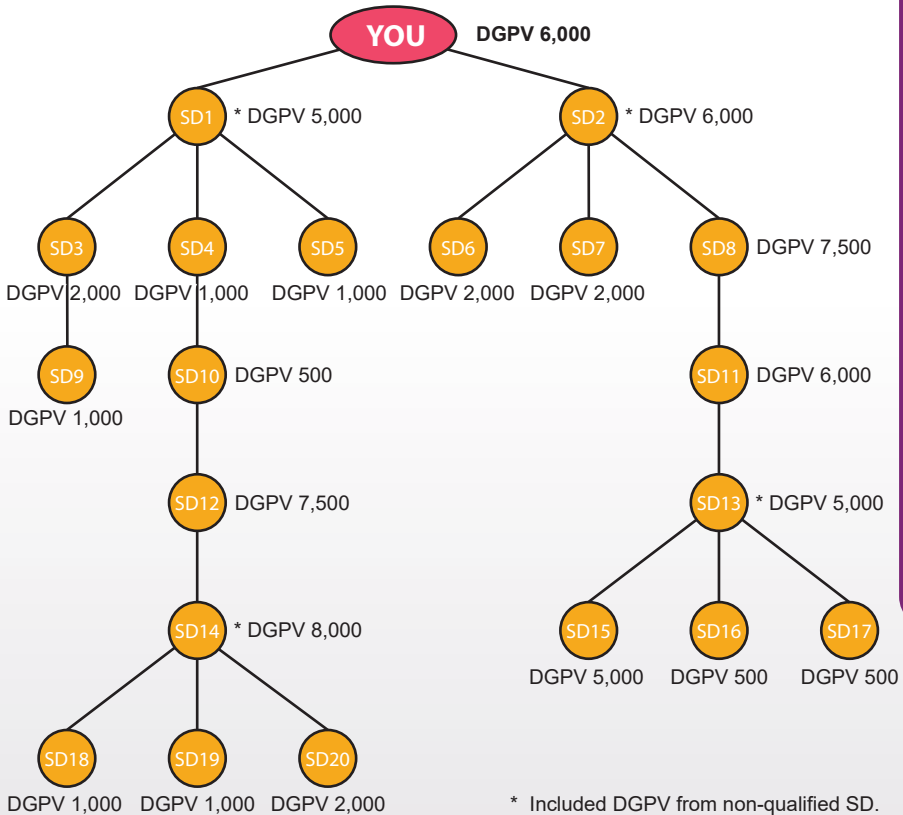 YOU DGPV 6,000
SD1 * DGPV 5,000 SD2 * DGPV 6,000
SD3 SD4 SD5 SD6 SD7 SD8 DGPV 7,500
DGPV 2,000 DGPV 1,000 DGPV 1,000 DGPV 2,000 DGPV 2,000
SD9 SD10 DGPV 500 SD11 DGPV 6,000
DGPV 1,000
SD12 DGPV 7,500 SD13 * DGPV 5,000
SD14 * DGPV 8,000 SD15 SD16 SD17
DGPV 5,000 DGPV 500 DGPV 500
SD18 SD19 SD20
DGPV 1,000 DGPV 1,000 DGPV 2,000
* Included DGPV from non-qualified SD.